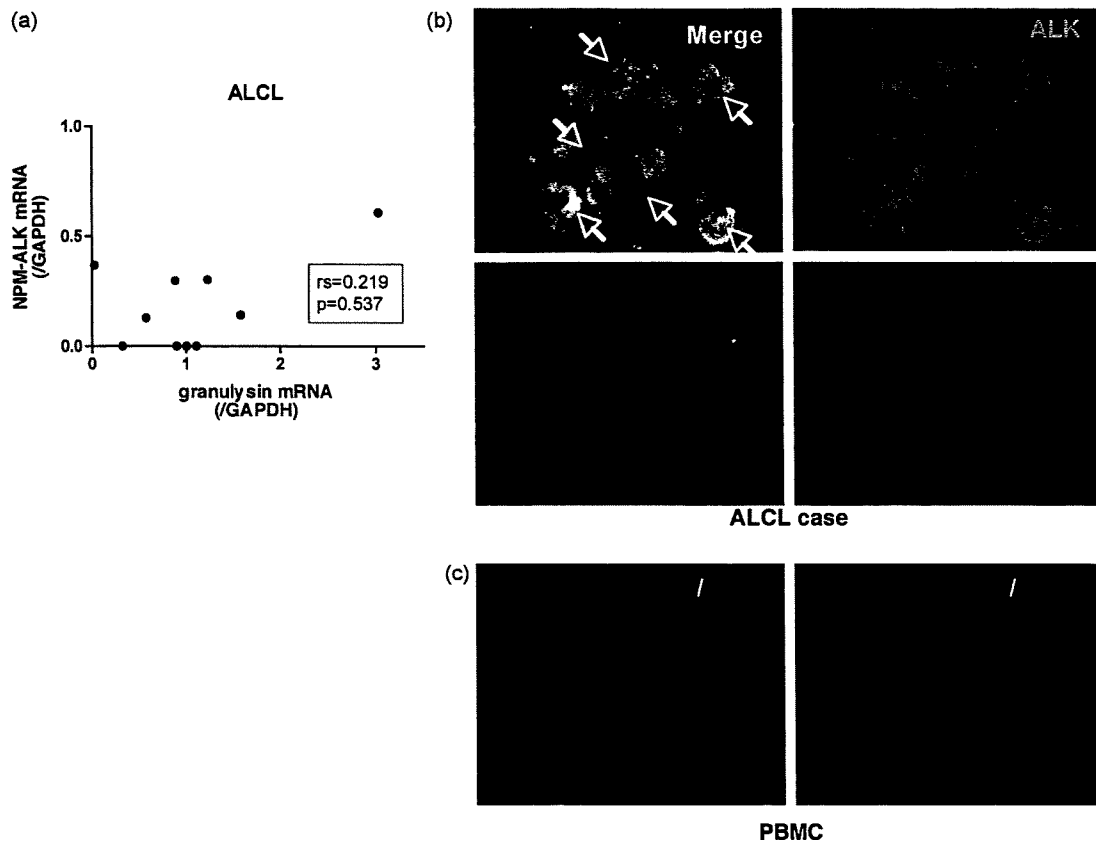 (a)
ALCL
1.0
0.5
0.0
NPM-ALK mRNA
(/GAPDH)
rs=0.219
p=0.537
0 1 2 3
granulysin mRNA
(/GAPDH)
(b)
Merge
ALK
ALCL case
(c)
PBMC